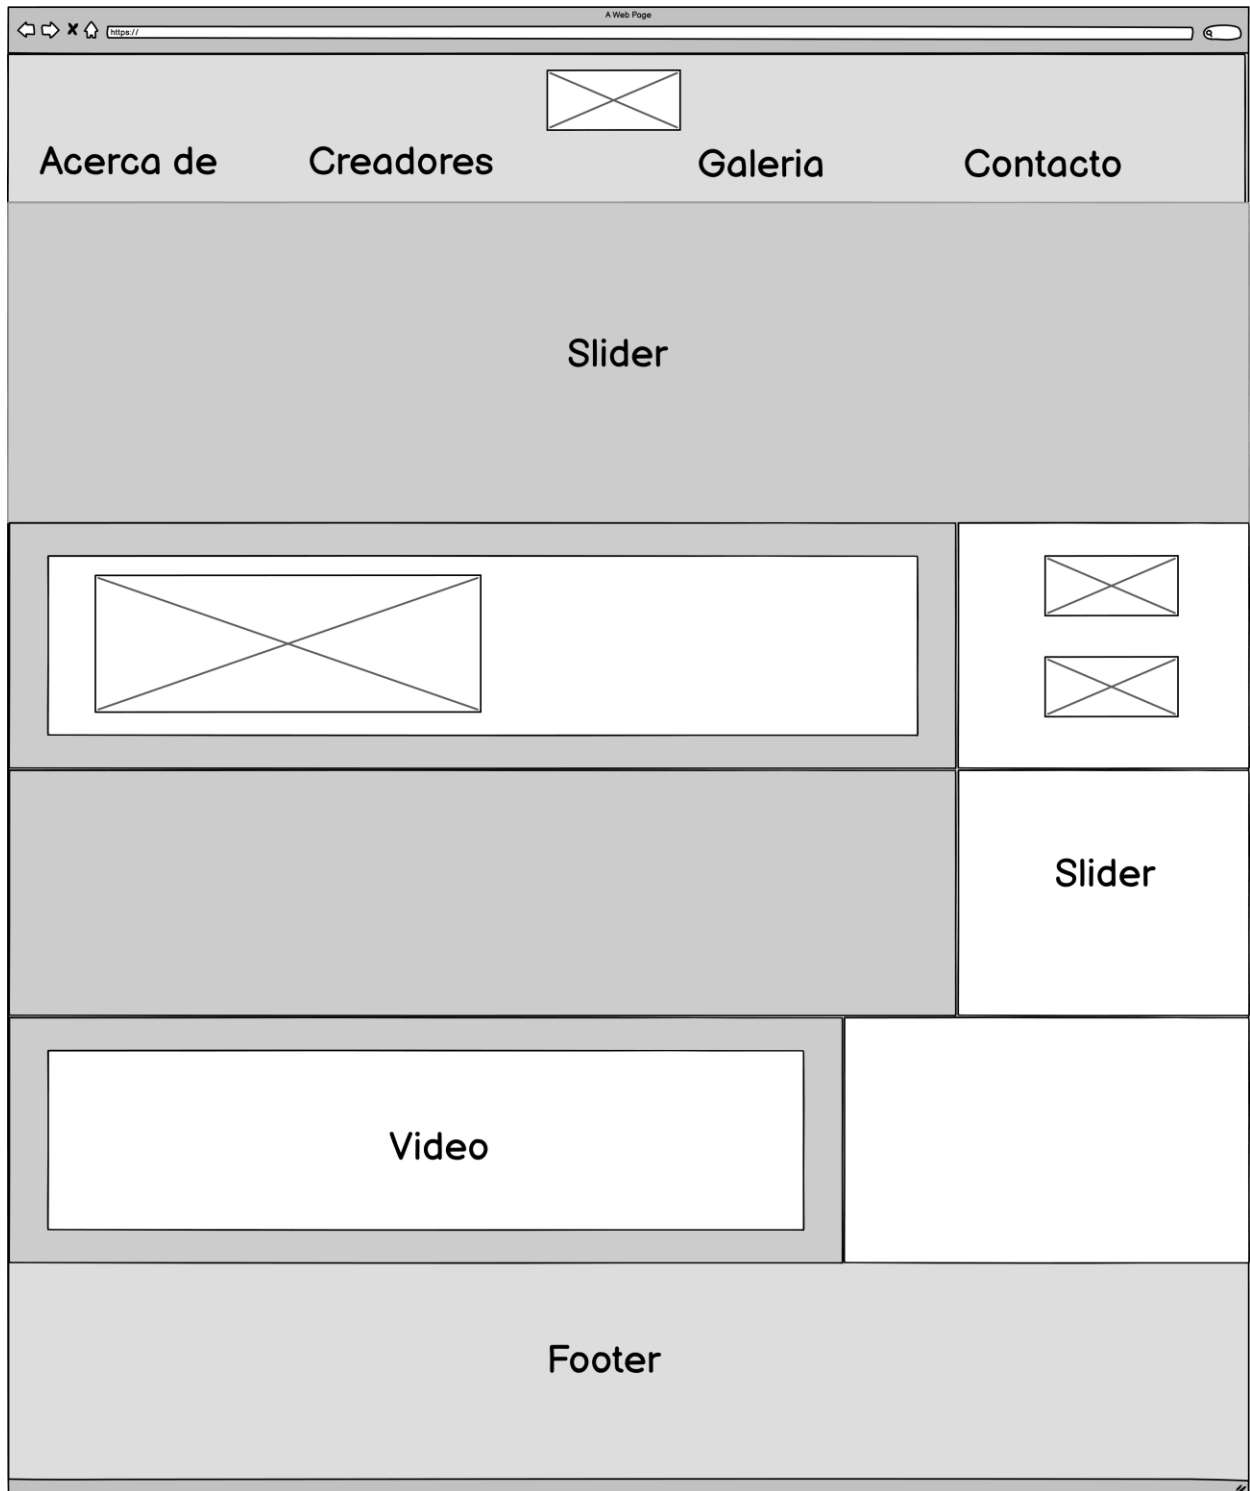 A Web Page
https://
Acerca de
Creadores
Galeria
Contacto
Slider
Slider
Video
Footer